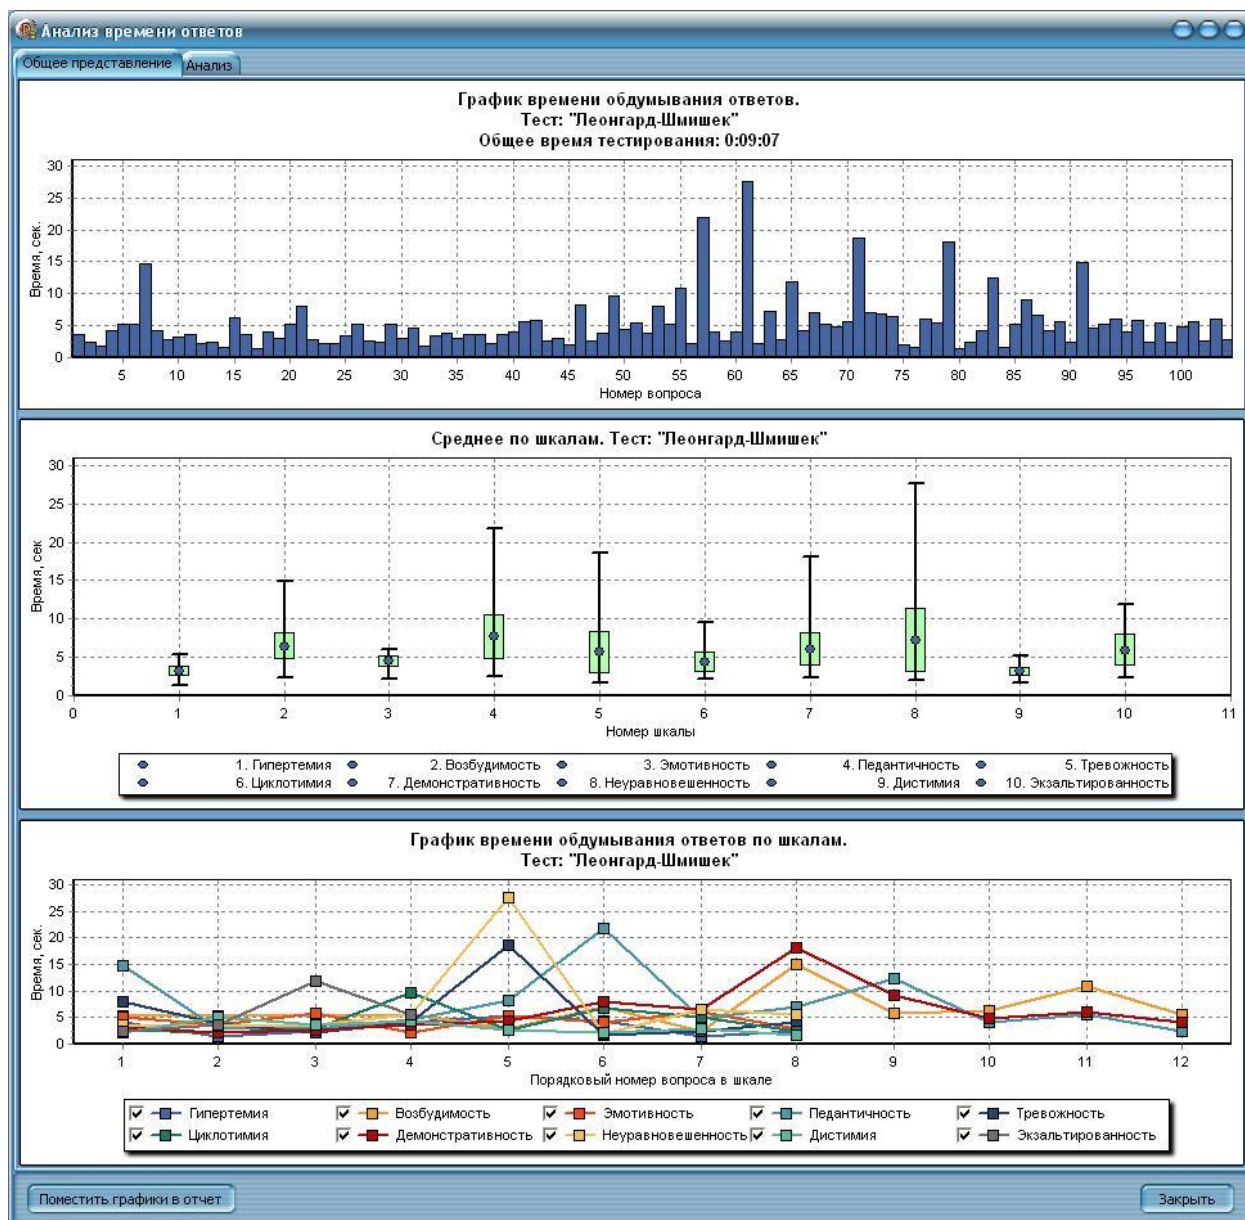 Анализ времени ответов
Общее представление Анализ
График времени обдумывания ответов.
Тест: "Леонгард-Шмишек"
Общее время тестирования: 0:09:07
Время, сек.
30
25
20
15
10
5
0
5 10 15 20 25 30 35 40 45 50 55 60 65 70 75 80 85 90 95 100
Номер вопроса
Среднее по шкалам. Тест: "Леонгард-Шмишек"
Время, сек
30
25
20
15
10
5
0
0 1 2 3 4 5 6 7 8 9 10 11
Номер шкалы
1. Гипертемия 2. Возбудимость 3. Эмотивность 4. Педантичность 5. Тревожность
6. Циклотимия 7. Демонстративность 8. Неуравновешенность 9. Дистимия 10. Экзальтированность
График времени обдумывания ответов по шкалам.
Тест: "Леонгард-Шмишек"
Время, сек.
30
25
20
15
10
5
0
1 2 3 4 5 6 7 8 9 10 11 12
Порядковый номер вопроса в шкале
Гипертемия Возбудимость Эмотивность Педантичность Тревожность
Циклотимия Демонстративность Неуравновешенность Дистимия Экзальтированность
Поместить графики в отчет Закрыть